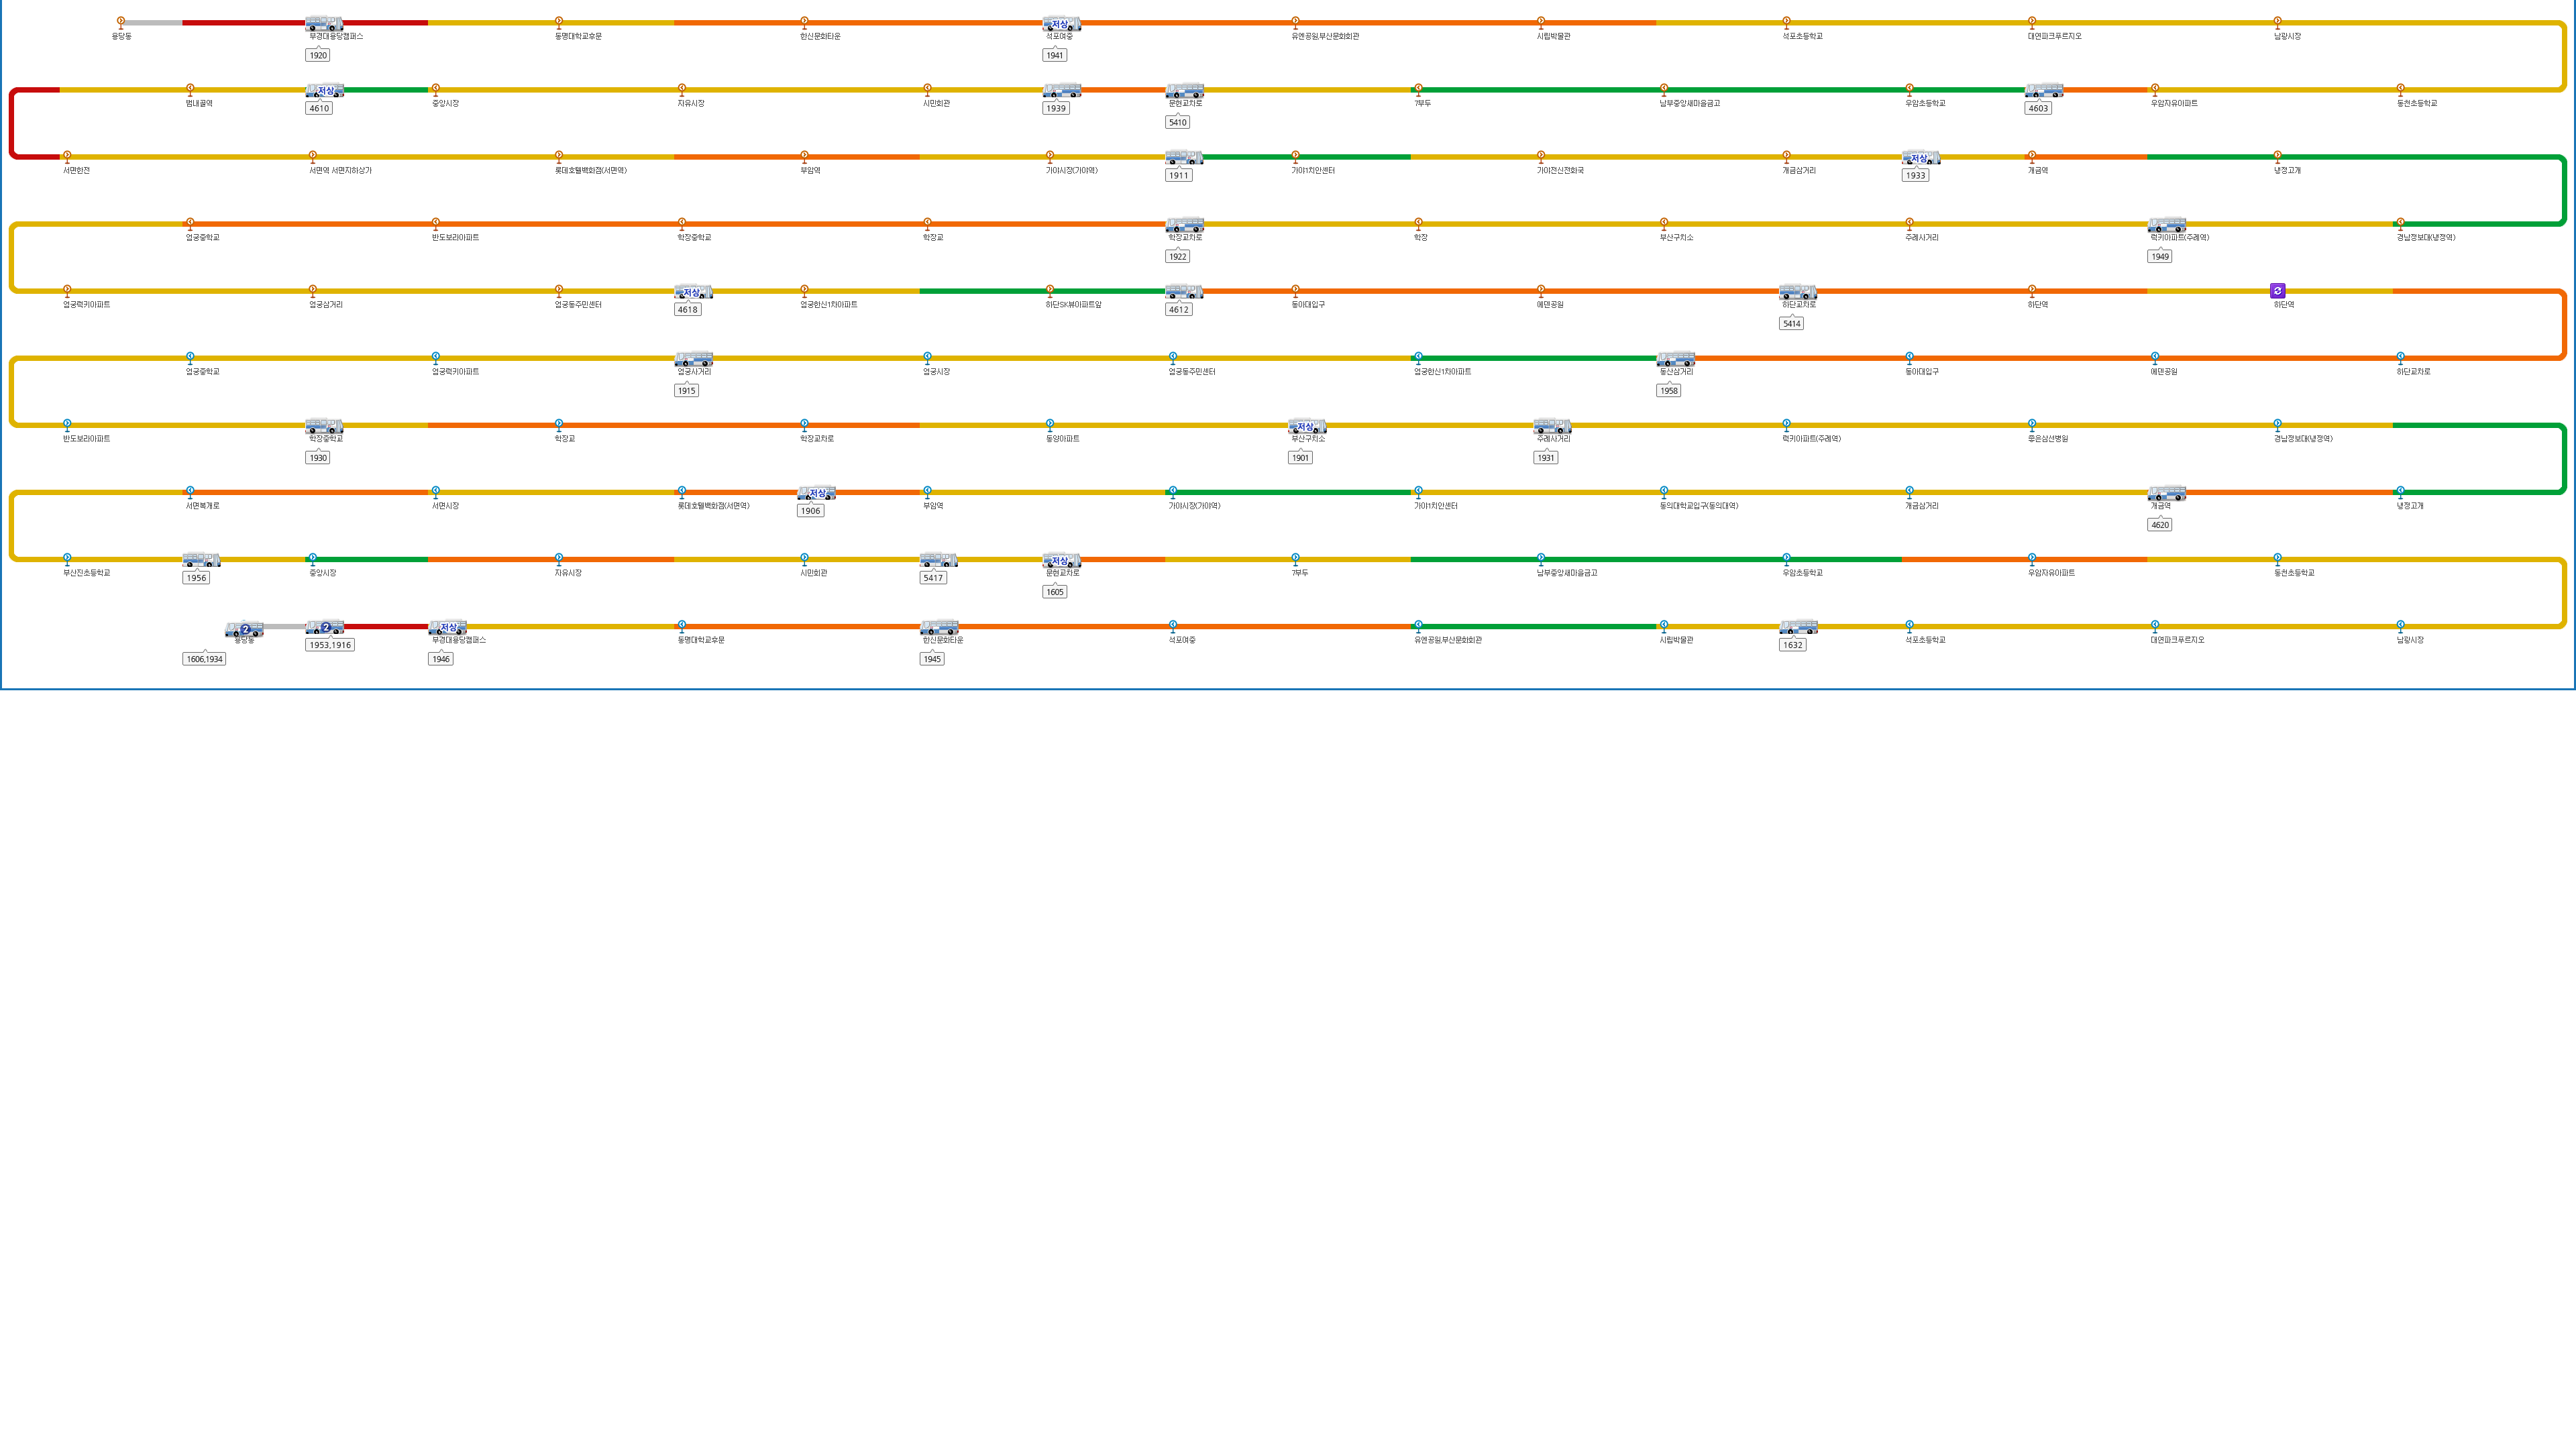 저상
용당동 부경대용당캠퍼스 동명대학교후문 한신문화타운 석포여중 유엔공원,부산문화회관 시립박물관 석포초등학교 대연파크푸르지오 남광시장
1920 1941
저상
범내골역 4610 중앙시장 자유시장 시민회관 1939 문현교차로 7부두 남부중앙새마을금고 우암초등학교 4603 우암자유아파트 동천초등학교
5410
저상
서면한전 서면역.서면지하상가 롯데호텔백화점(서면역) 부암역 가야시장(가야역) 1911 가야1치안센터 가야전신전화국 개금삼거리 1933 개금역 냉정고개
엄궁중학교 반도보라아파트 학장중학교 학장교 학장교차로 학장 부산구치소 주례사거리 럭키아파트(주례역) 경남정보대(냉정역)
1922 1949
저상
엄궁럭키아파트 엄궁삼거리 엄궁동주민센터 4618 엄궁한신1차아파트 하단SK뷰아파트앞 4612 동아대입구 에덴공원 하단교차로 하단역 하단역
5414
엄궁중학교 엄궁럭키아파트 엄궁사거리 엄궁시장 엄궁동주민센터 엄궁한신1차아파트 동산삼거리 동아대입구 에덴공원 하단교차로
1915 1958
저상
반도보라아파트 학장중학교 학장교 학장교차로 동양아파트 부산구치소 주례사거리 럭키아파트(주례역) 좋은삼선병원 경남정보대(냉정역)
1930 1901 1931
저상
서면복개로 서면시장 롯데호텔백화점(서면역) 1906 부암역 가야시장(가야역) 가야1치안센터 동의대학교입구(동의대역) 개금삼거리 개금역 냉정고개
4620
저상
부산진초등학교 1956 중앙시장 자유시장 시민회관 5417 문현교차로 7부두 남부중앙새마을금고 우암초등학교 우암자유아파트 동천초등학교
1605
2 2 저상
용당동 1953,1916 부경대용당캠퍼스 동명대학교후문 한신문화타운 석포여중 유엔공원,부산문화회관 시립박물관 1632 석포초등학교 대연파크푸르지오 남광시장
1606,1934 1946 1945